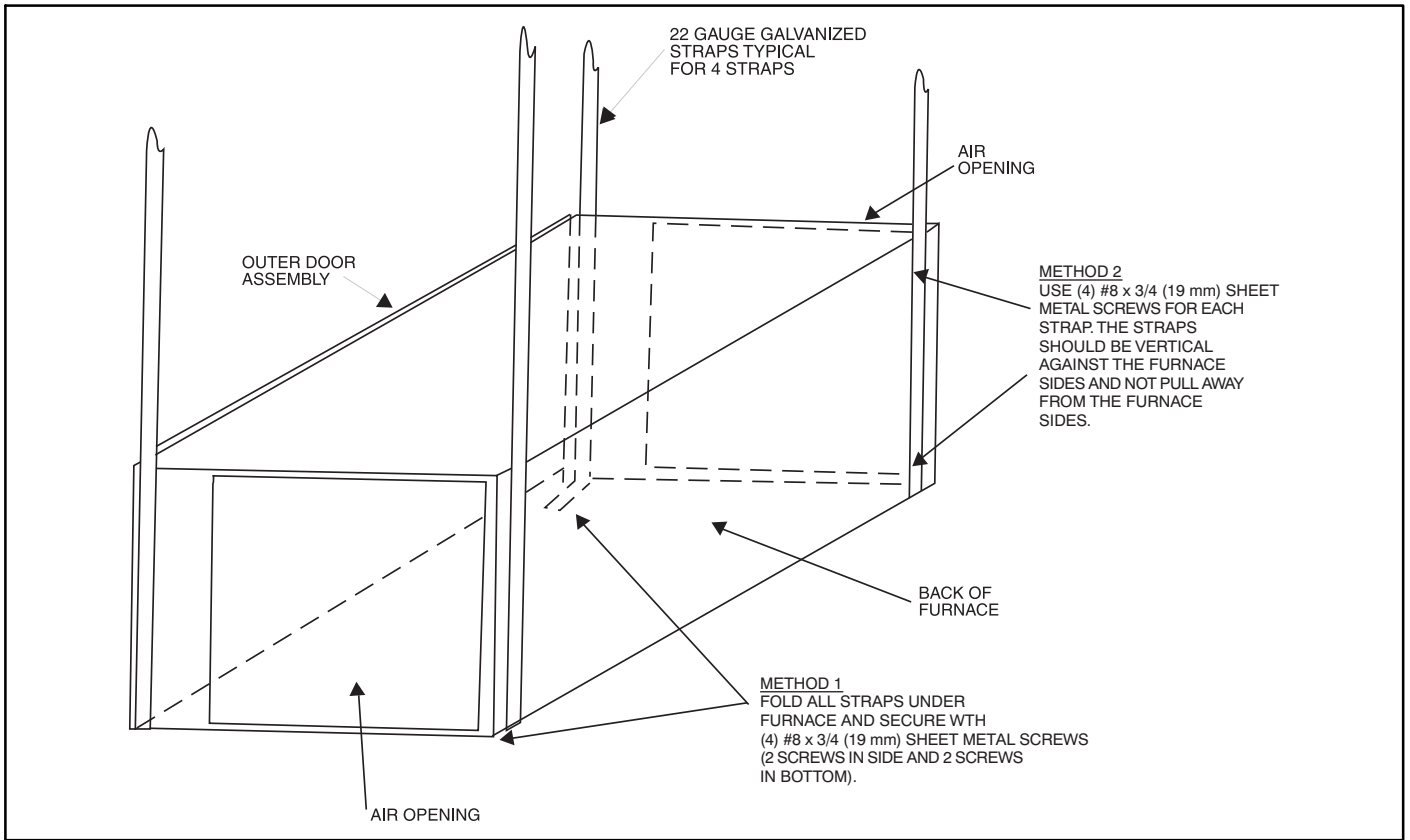 22 GAUGE GALVANIZED
STRAPS TYPICAL
FOR 4 STRAPS
AIR
OPENING
OUTER DOOR
ASSEMBLY
METHOD 2
USE (4) #8 x 3/4 (19 mm) SHEET
METAL SCREWS FOR EACH
STRAP. THE STRAPS
SHOULD BE VERTICAL
AGAINST THE FURNACE
SIDES AND NOT PULL AWAY
FROM THE FURNACE
SIDES.
BACK OF
FURNACE
METHOD 1
FOLD ALL STRAPS UNDER
FURNACE AND SECURE WTH
(4) #8 x 3/4 (19 mm) SHEET METAL SCREWS
(2 SCREWS IN SIDE AND 2 SCREWS
IN BOTTOM).
AIR OPENING